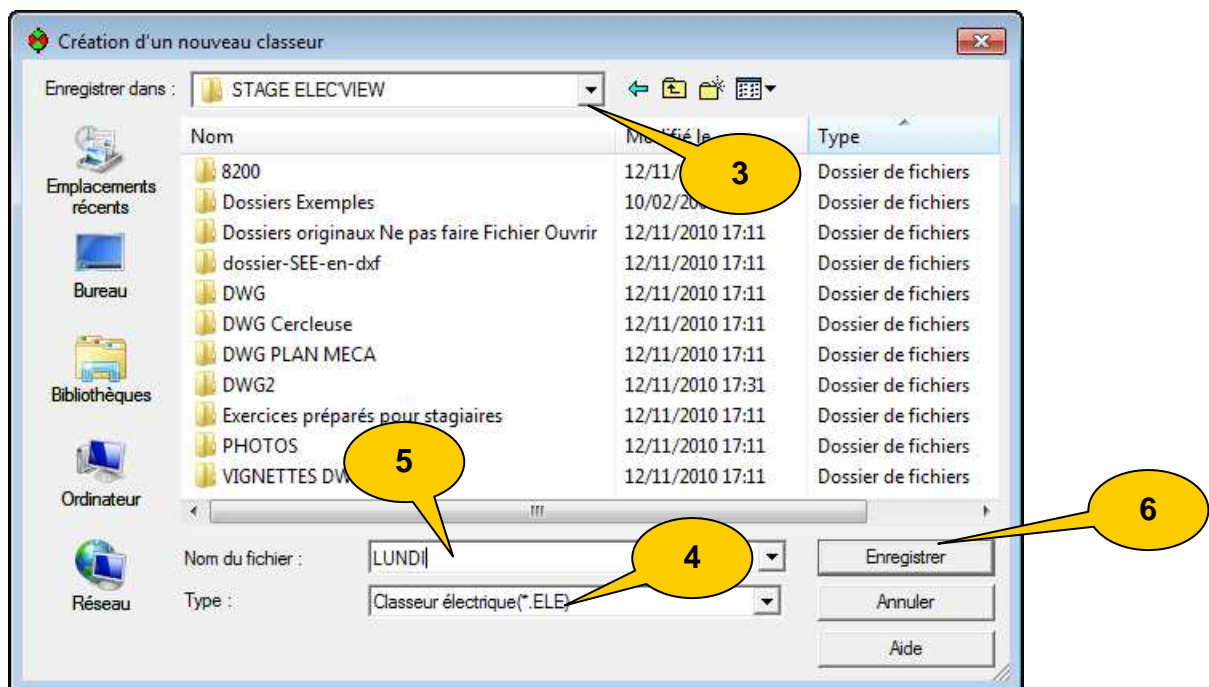 Création d'un nouveau classeur
Enregistrer dans : STAGE ELEC'VIEW
Nom Modifié le Type
8200 12/11/ Dossier de fichiers
Dossiers Exemples 10/02/20 Dossier de fichiers
Dossiers originaux Ne pas faire Fichier Ouvrir 12/11/2010 17:11 Dossier de fichiers
dossier-SEE-en-dxf 12/11/2010 17:11 Dossier de fichiers
DWG 12/11/2010 17:11 Dossier de fichiers
DWG Cercleuse 12/11/2010 17:11 Dossier de fichiers
DWG PLAN MECA 12/11/2010 17:11 Dossier de fichiers
DWG2 12/11/2010 17:31 Dossier de fichiers
Exercices préparés pour stagiaires 12/11/2010 17:11 Dossier de fichiers
PHOTOS 12/11/2010 17:11 Dossier de fichiers
VIGNETTES DW 12/11/2010 17:11 Dossier de fichiers
Emplacements
récents
Bureau
Bibliothèques
Ordinateur
Réseau
Nom du fichier : LUNDI
Type : Classeur électrique(*.ELE)
Enregistrer
Annuler
Aide
3
5
4
6